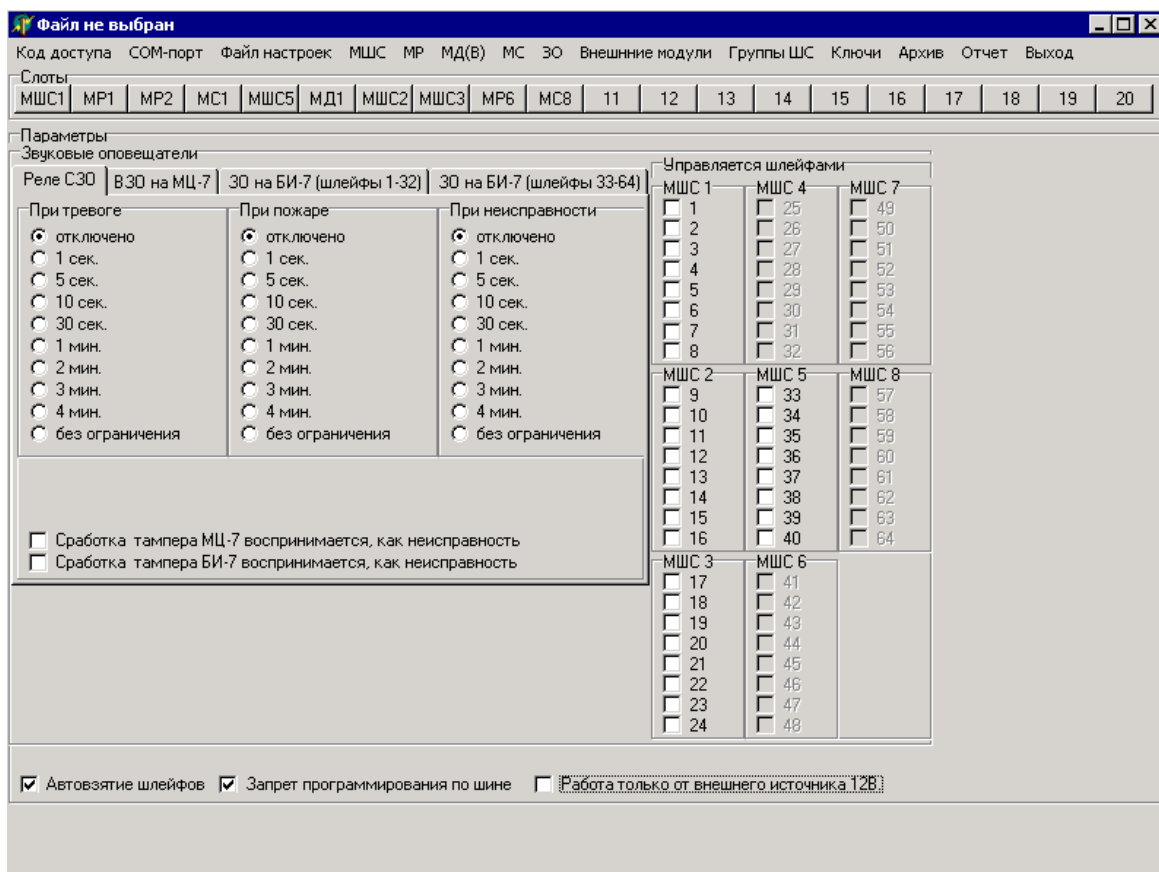 Файл не выбран
Код доступа COM-порт Файл настроек МШС МР МД(В) МС ЗО Внешнние модули Группы ШС Ключи Архив Отчет Выход
Слоты
МШС1 МР1 МР2 МС1 МШС5 МД1 МШС2 МШС3 МР6 МС8 11 12 13 14 15 16 17 18 19 20
Параметры
Звуковые оповещатели
Реле СЗО ВЗО на МЦ-7 ЗО на БИ-7 (шлейфы 1-32) ЗО на БИ-7 (шлейфы 33-64)
При тревоге
отключено
1 сек.
5 сек.
10 сек.
30 сек.
1 мин.
2 мин.
3 мин.
4 мин.
без ограничения
При пожаре
отключено
1 сек.
5 сек.
10 сек.
30 сек.
1 мин.
2 мин.
3 мин.
4 мин.
без ограничения
При неисправности
отключено
1 сек.
5 сек.
10 сек.
30 сек.
1 мин.
2 мин.
3 мин.
4 мин.
без ограничения
Сработка тампера МЦ-7 воспринимается, как неисправность
Сработка тампера БИ-7 воспринимается, как неисправность
Управляется шлейфами
МШС 1
1
2
3
4
5
6
7
8
МШС 4
25
26
27
28
29
30
31
32
МШС 7
49
50
51
52
53
54
55
56
МШС 2
9
10
11
12
13
14
15
16
МШС 5
33
34
35
36
37
38
39
40
МШС 8
57
58
59
60
61
62
63
64
МШС 3
17
18
19
20
21
22
23
24
МШС 6
41
42
43
44
45
46
47
48
Автовзятие шлейфов Запрет программирования по шине Работа только от внешнего источника 12В.